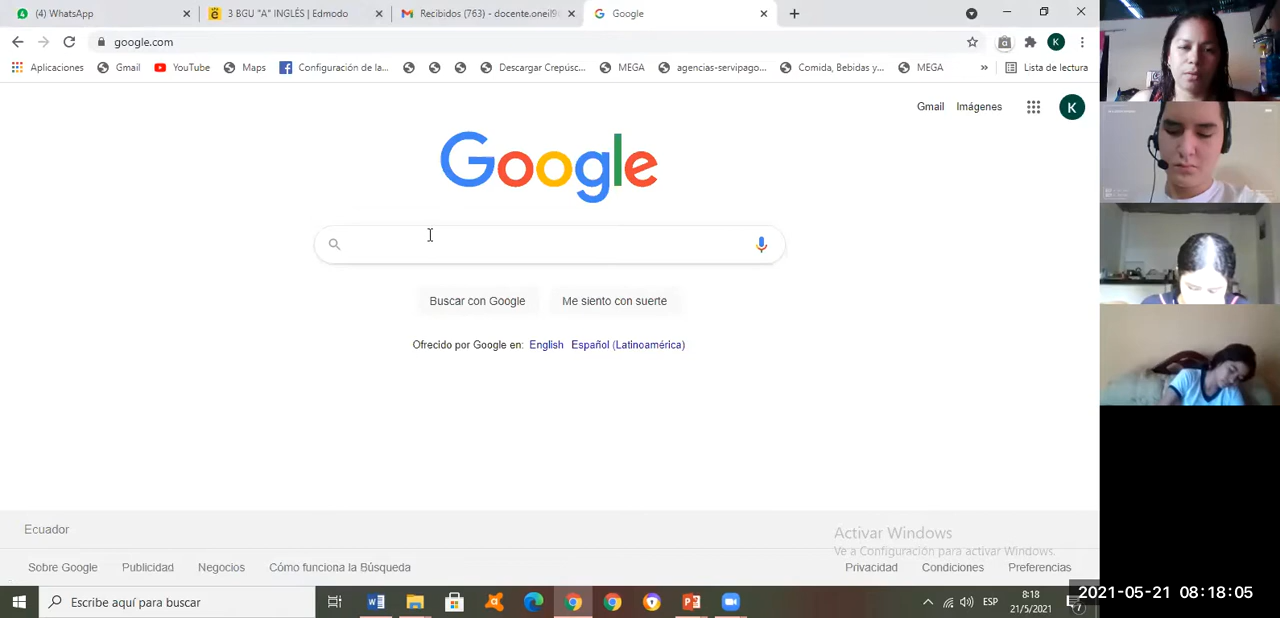 (4) WhatsApp
3 BGU "A" INGLÉS | Edmodo
Recibidos (763) - docente.oneil9
Google
google.com
K
Aplicaciones
Gmail
YouTube
Maps
Configuración de la...
Descargar Crepusc...
MEGA
agencias-servipago...
Comida, Bebidas y...
MEGA
»
Lista de lectura
Gmail
Imágenes
K
Google
Buscar con Google
Me siento con suerte
Ofrecido por Google en: English Español (Latinoamérica)
Ecuador
Activar Windows
Ve a Configuración para activar Windows.
Sobre Google
Publicidad
Negocios
Cómo funciona la Búsqueda
Privacidad
Condiciones
Preferencias
Escribe aquí para buscar
ESP
8:18
21/5/2021
7
2021-05-21 08:18:05